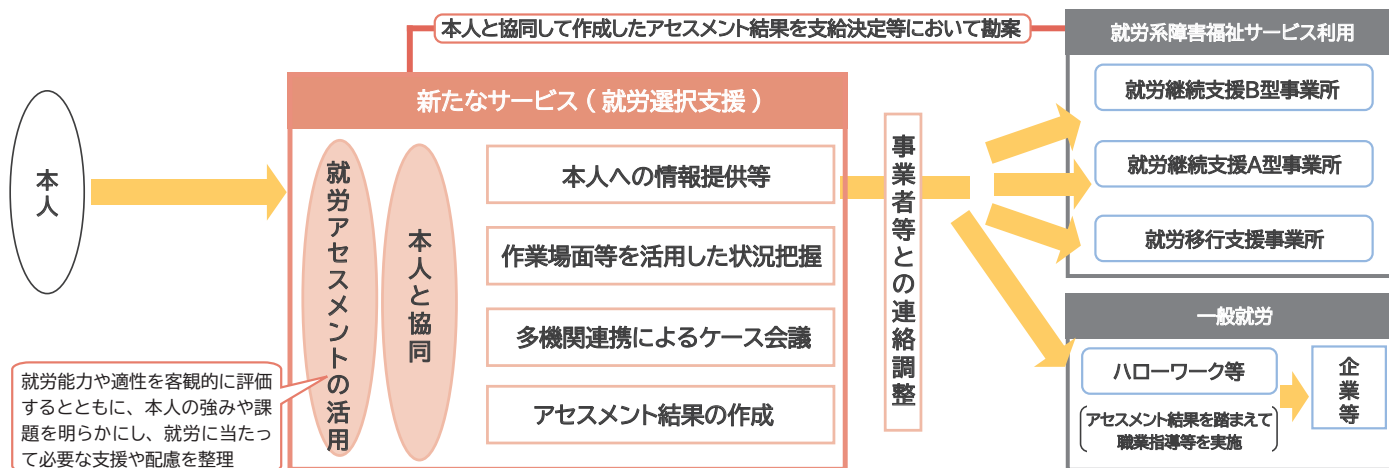 本人と協同して作成したアセスメント結果を支給決定等において勘案
本人
新たなサービス（就労選択支援）
就労アセスメントの活用
本人と協同
本人への情報提供等
作業場面等を活用した状況把握
多機関連携によるケース会議
アセスメント結果の作成
就労能力や適性を客観的に評価
するとともに、本人の強みや課
題を明らかにし、就労に当たっ
て必要な支援や配慮を整理
事業者等との連絡調整
就労系障害福祉サービス利用
就労継続支援B型事業所
就労継続支援A型事業所
就労移行支援事業所
一般就労
ハローワーク等
アセスメント結果を踏まえて
職業指導等を実施
企業等